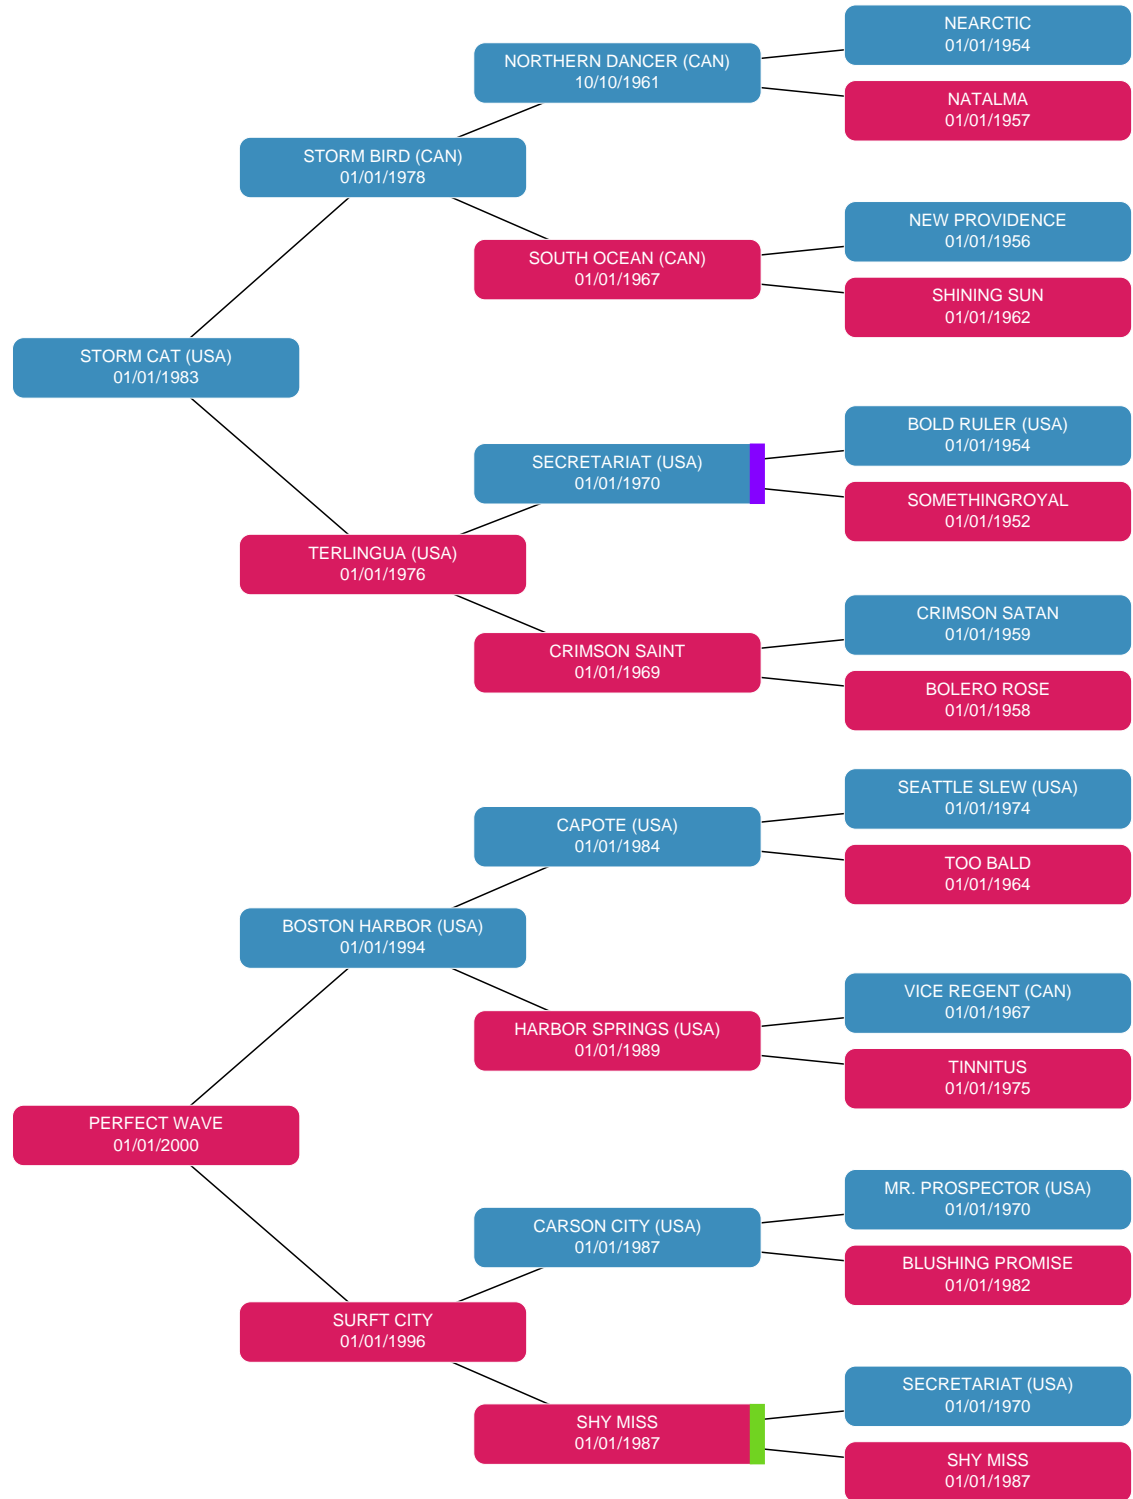 NEARCTIC
01/01/1954
NORTHERN DANCER (CAN)
10/10/1961
NATALMA
01/01/1957
STORM BIRD (CAN)
01/01/1978
NEW PROVIDENCE
01/01/1956
SOUTH OCEAN (CAN)
01/01/1967
SHINING SUN
01/01/1962
STORM CAT (USA)
01/01/1983
BOLD RULER (USA)
01/01/1954
SECRETARIAT (USA)
01/01/1970
SOMETHINGROYAL
01/01/1952
TERLINGUA (USA)
01/01/1976
CRIMSON SATAN
01/01/1959
CRIMSON SAINT
01/01/1969
BOLERO ROSE
01/01/1958
SEATTLE SLEW (USA)
01/01/1974
CAPOTE (USA)
01/01/1984
TOO BALD
01/01/1964
BOSTON HARBOR (USA)
01/01/1994
VICE REGENT (CAN)
01/01/1967
HARBOR SPRINGS (USA)
01/01/1989
TINNITUS
01/01/1975
PERFECT WAVE
01/01/2000
MR. PROSPECTOR (USA)
01/01/1970
CARSON CITY (USA)
01/01/1987
BLUSHING PROMISE
01/01/1982
SURFT CITY
01/01/1996
SECRETARIAT (USA)
01/01/1970
SHY MISS
01/01/1987
SHY MISS
01/01/1987